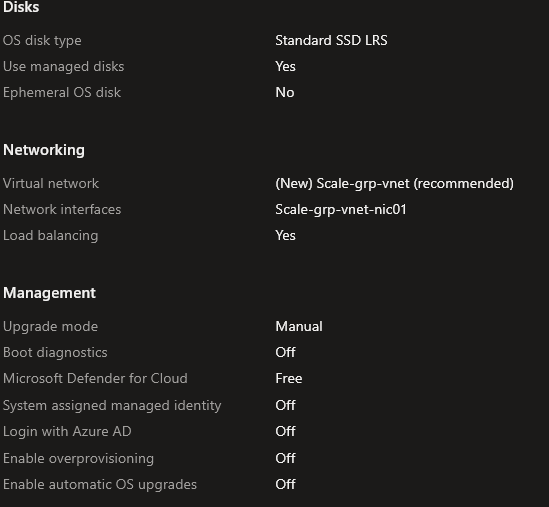 Disks
OS disk type Standard SSD LRS
Use managed disks Yes
Ephemeral OS disk No
Networking
Virtual network (New) Scale-grp-vnet (recommended)
Network interfaces Scale-grp-vnet-nic01
Load balancing Yes
Management
Upgrade mode Manual
Boot diagnostics Off
Microsoft Defender for Cloud Free
System assigned managed identity Off
Login with Azure AD Off
Enable overprovisioning Off
Enable automatic OS upgrades Off